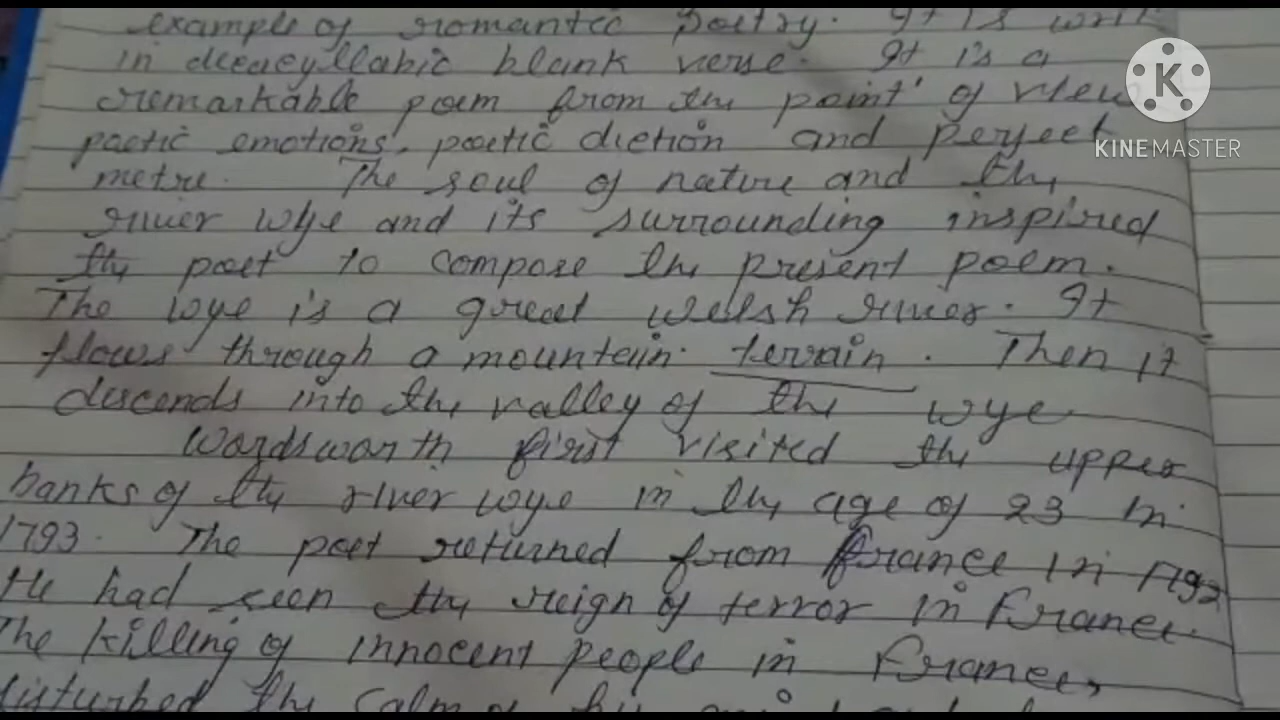 example of romantic poetry. It is writ
in deeacyllabic blank verse. It is a
remarkable poem from the point of view
poetic emotions, poetic diction and perfect
metre. The soul of nature and the
river wye and its surrounding inspired
the poet to compose the present poem.
The wye is a great welsh river. It
flows through a mountein. terrain. Then it
descends into the valley of the wye
Wordsworth first visited the upper
banks of the river wye in the age of 23 in
1793. The poet returned from France in 1792
He had seen the reign of terror in France.
The killing of innocent people in France,
disturbed the calm of his
K
KINEMASTER